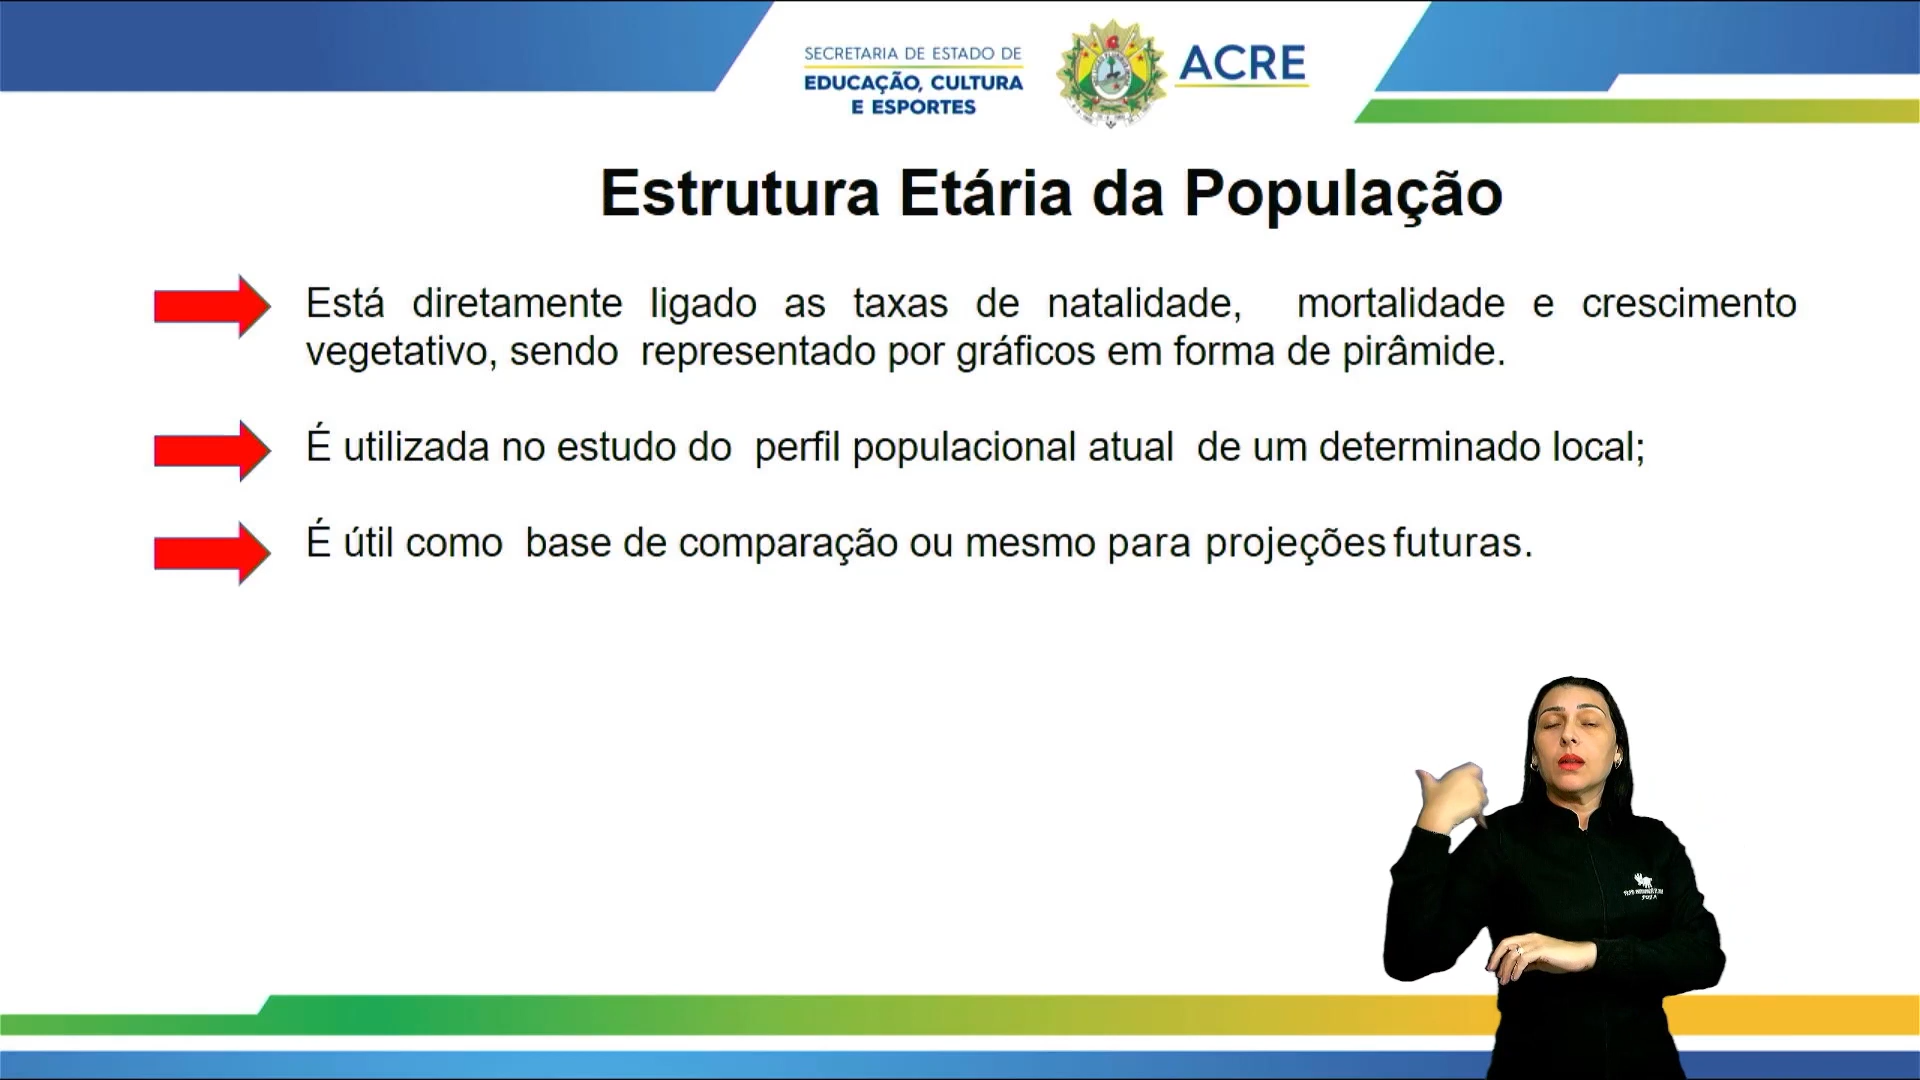 SECRETARIA DE ESTADO DE
EDUCAÇÃO, CULTURA
E ESPORTES
ACRE
Estrutura Etária da População
Está diretamente ligado as taxas de natalidade, mortalidade e crescimento
vegetativo, sendo representado por gráficos em forma de pirâmide.
É utilizada no estudo do perfil populacional atual de um determinado local;
É útil como base de comparação ou mesmo para projeções futuras.